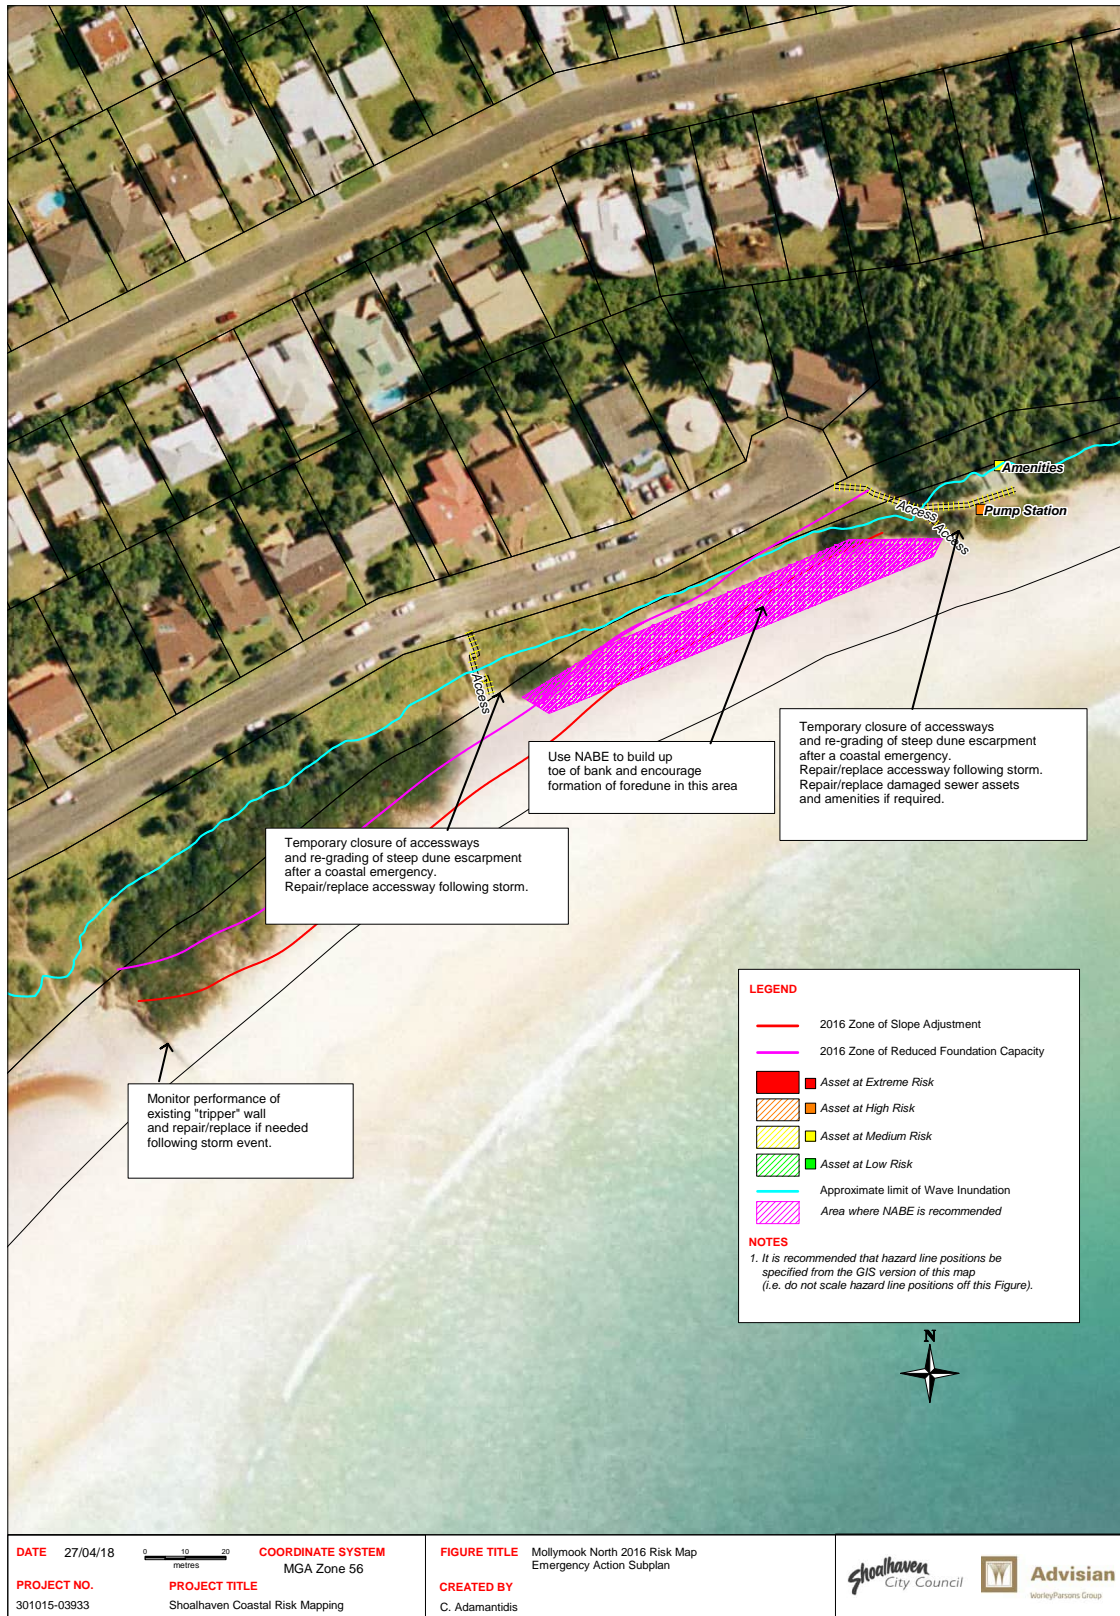 Amenities
Access
Pump Station
Access
Access
Use NABE to build up
toe of bank and encourage
formation of foredune in this area
Temporary closure of accessways
and re-grading of steep dune escarpment
after a coastal emergency.
Repair/replace accessway following storm.
Repair/replace damaged sewer assets
and amenities if required.
Temporary closure of accessways
and re-grading of steep dune escarpment
after a coastal emergency.
Repair/replace accessway following storm.
Monitor performance of
existing "tripper" wall
and repair/replace if needed
following storm event.
LEGEND
2016 Zone of Slope Adjustment
2016 Zone of Reduced Foundation Capacity
Asset at Extreme Risk
Asset at High Risk
Asset at Medium Risk
Asset at Low Risk
Approximate limit of Wave Inundation
Area where NABE is recommended
NOTES
1. It is recommended that hazard line positions be
specified from the GIS version of this map
(i.e. do not scale hazard line positions off this Figure).
N
DATE 27/04/18
0 10 20
metres
COORDINATE SYSTEM
MGA Zone 56
PROJECT NO.
301015-03933
PROJECT TITLE
Shoalhaven Coastal Risk Mapping
FIGURE TITLE Mollymook North 2016 Risk Map
Emergency Action Subplan
CREATED BY
C. Adamantidis
Shoalhaven
City Council
Advisian
WorleyParsons Group